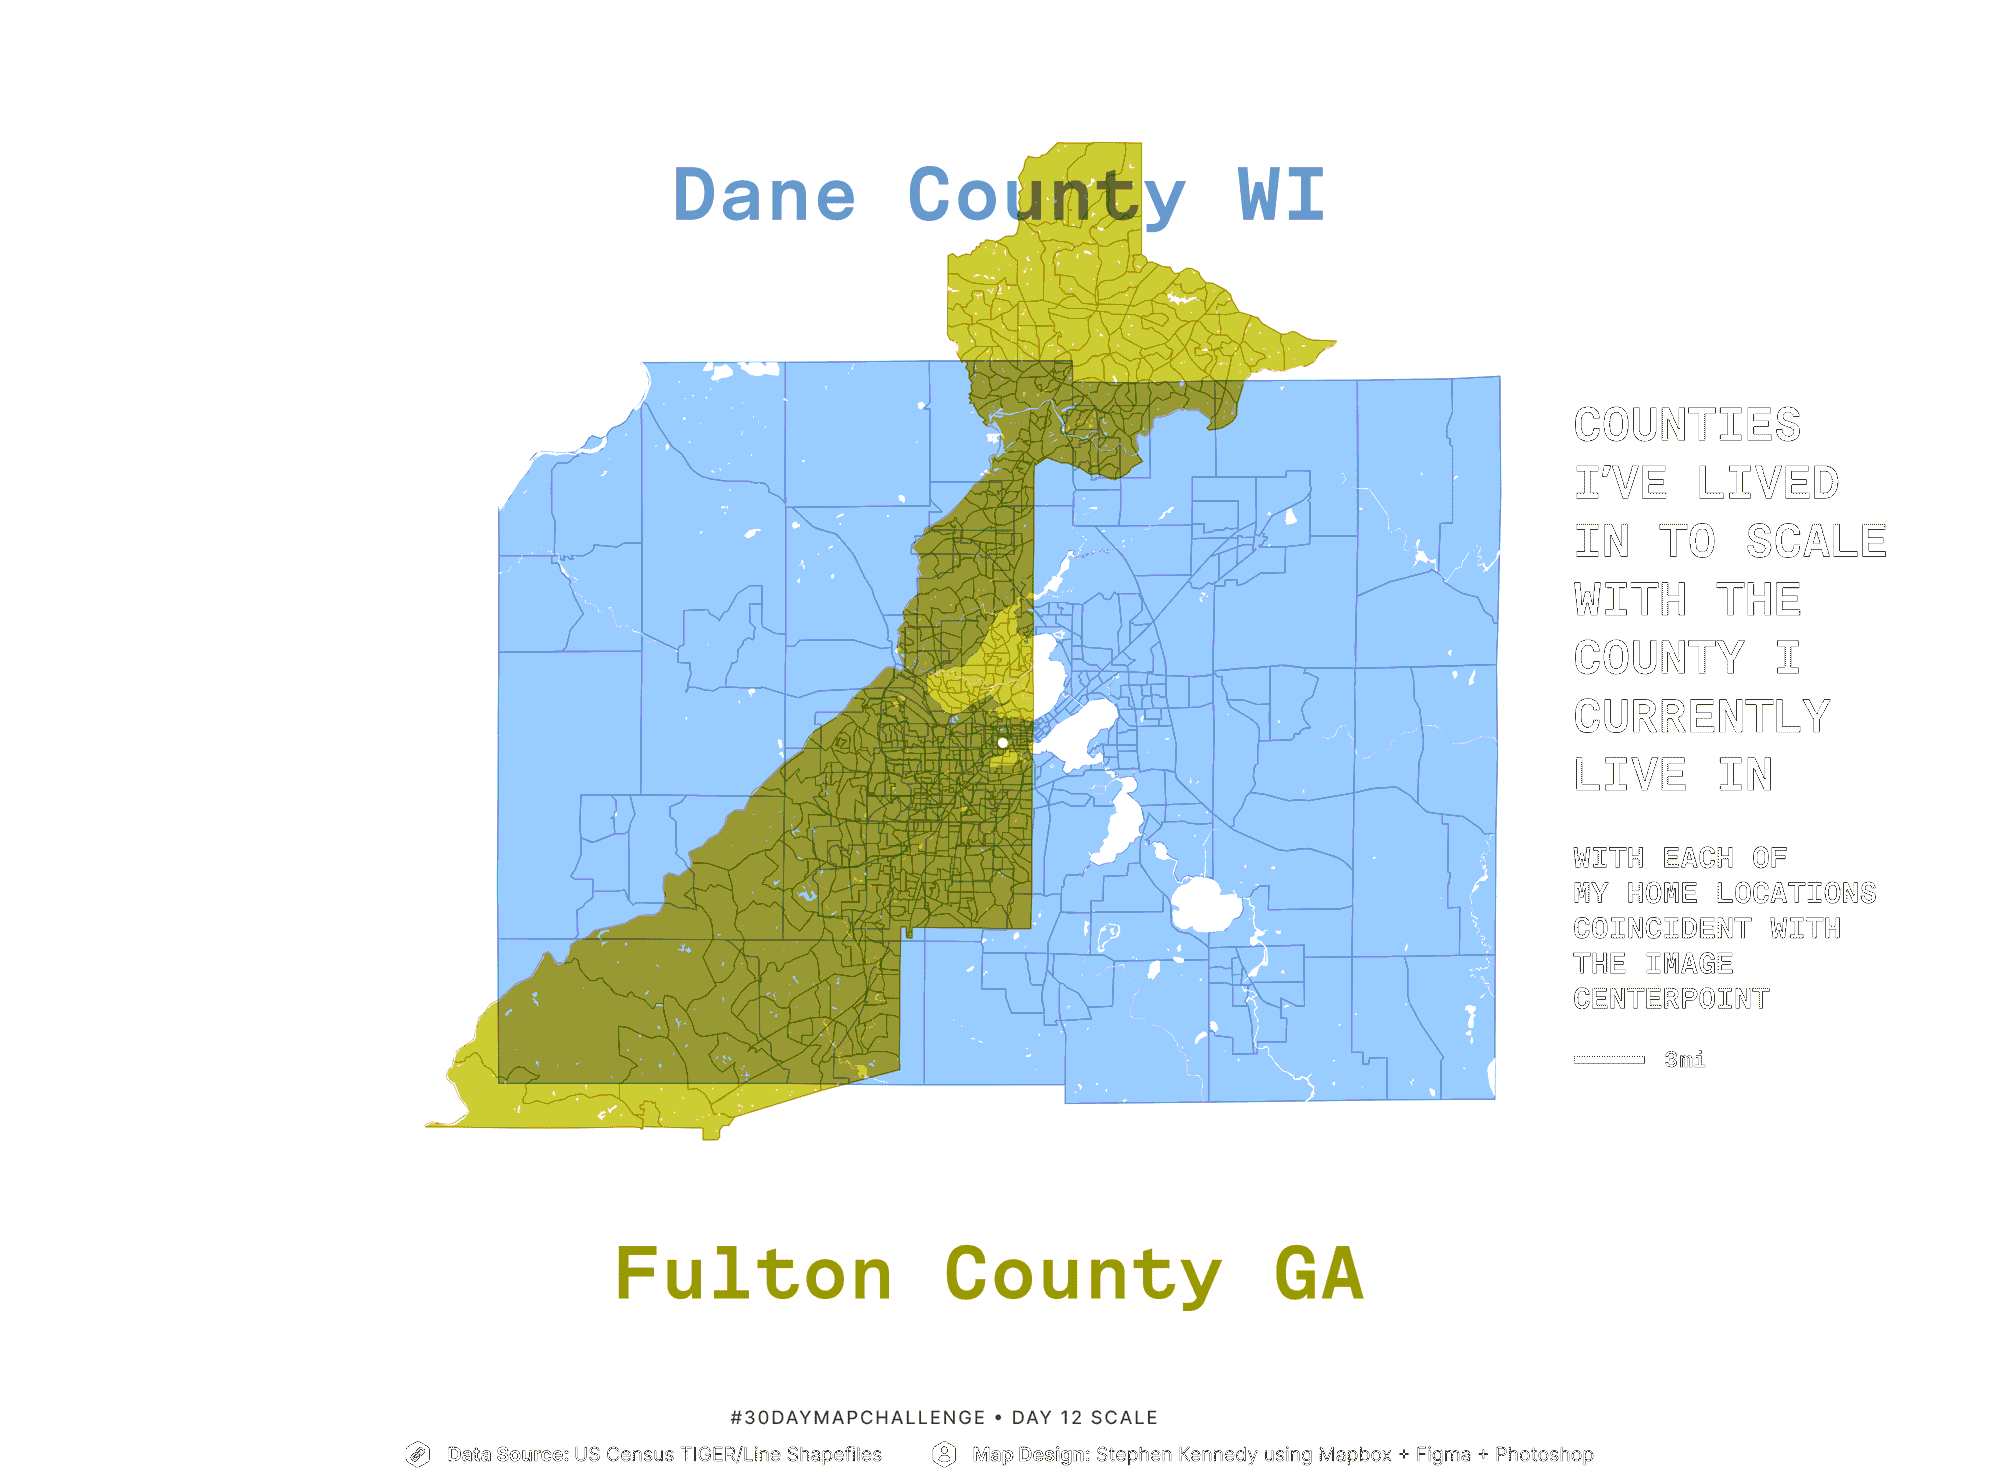 Dane County WI
COUNTIES
I'VE LIVED
IN TO SCALE
WITH THE
COUNTY I
CURRENTLY
LIVE IN
WITH EACH OF
MY HOME LOCATIONS
COINCIDENT WITH
THE IMAGE
CENTERPOINT
3mi
Fulton County GA
#30DAYMAPCHALLENGE • DAY 12 SCALE
Data Source: US Census TIGER/Line Shapefiles
Map Design: Stephen Kennedy using Mapbox + Figma + Photoshop